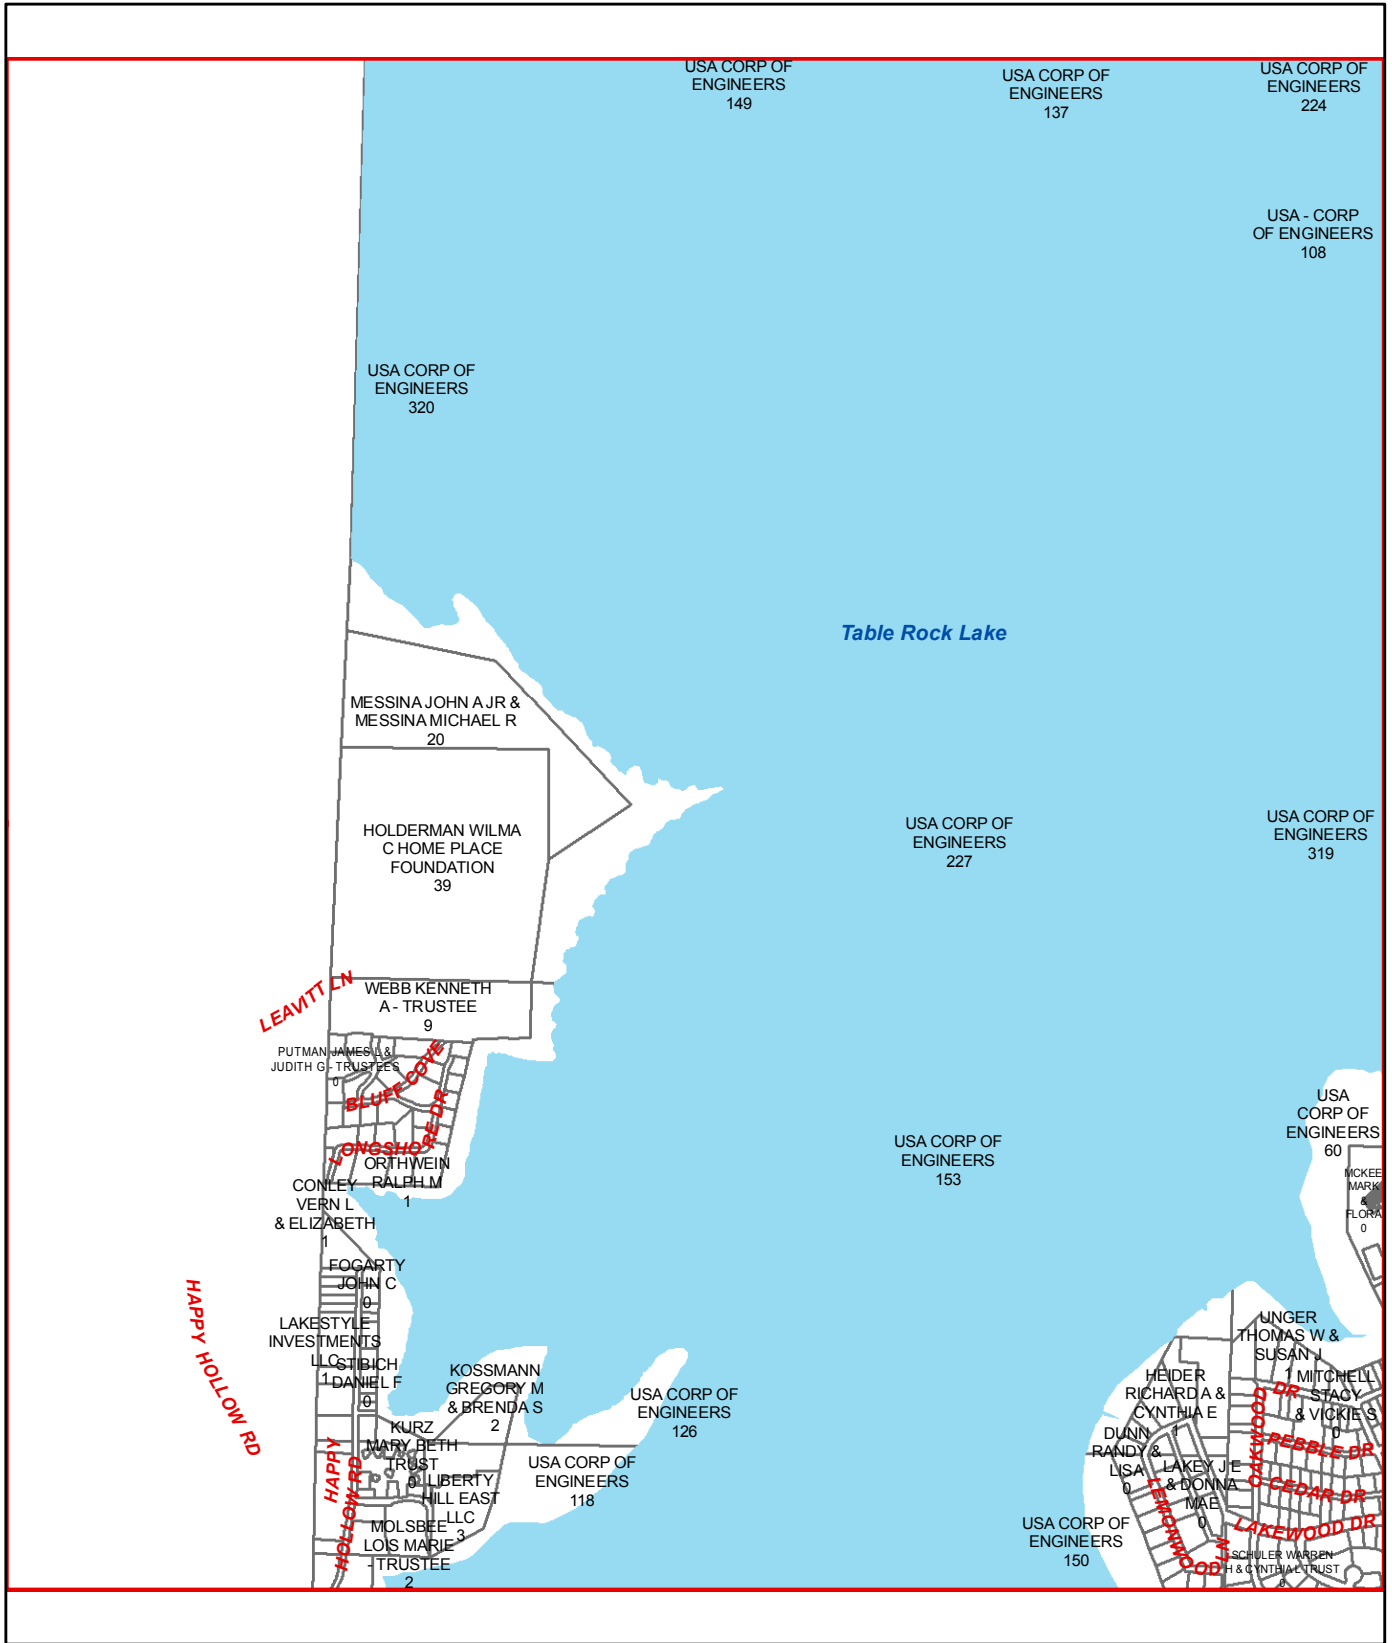 USA CORP OF
ENGINEERS
149
USA CORP OF
ENGINEERS
137
USA CORP OF
ENGINEERS
224
USA - CORP
OF ENGINEERS
108
USA CORP OF
ENGINEERS
320
Table Rock Lake
MESSINA JOHN A JR &
MESSINA MICHAEL R
20
HOLDERMAN WILMA
C HOME PLACE
FOUNDATION
39
USA CORP OF
ENGINEERS
227
USA CORP OF
ENGINEERS
319
LEAVITT LN
WEBB KENNETH
A - TRUSTEE
9
PUTMAN JAMES L &
JUDITH G - TRUSTEES
0
BLUFF COVE
LONGSHORE DR
ORTHWEIN
RALPH M
1
USA CORP OF
ENGINEERS
153
USA
CORP OF
ENGINEERS
60
MCKEE
MARK
&
FLORA
0
CONLEY
VERN L
& ELIZABETH
1
FOGARTY
JOHN C
0
HAPPY HOLLOW RD
LAKESTYLE
INVESTMENTS
LLC
1
STIBICH
DANIEL F
0
KOSSMANN
GREGORY M
& BRENDA S
2
USA CORP OF
ENGINEERS
126
KURZ
MARY BETH
TRUST
0
USA CORP OF
ENGINEERS
118
LIBERTY
HILL EAST
LLC
3
HAPPY
HOLLOW RD
MOLSBEE
LOIS MARIE
- TRUSTEE
2
USA CORP OF
ENGINEERS
150
UNGER
THOMAS W &
SUSAN J
1
HEIDER
RICHARD A &
CYNTHIA E
1
MITCHELL
STACY
& VICKIE S
0
DUNN
RANDY &
LISA
0
LAKEY J E
& DONNA
MAE
0
OAKWOOD DR
PEBBLE DR
CEDAR DR
LAKEWOOD DR
LEMONWOOD LN
SCHULER WARREN
H & CYNTHIA L TRUST
0